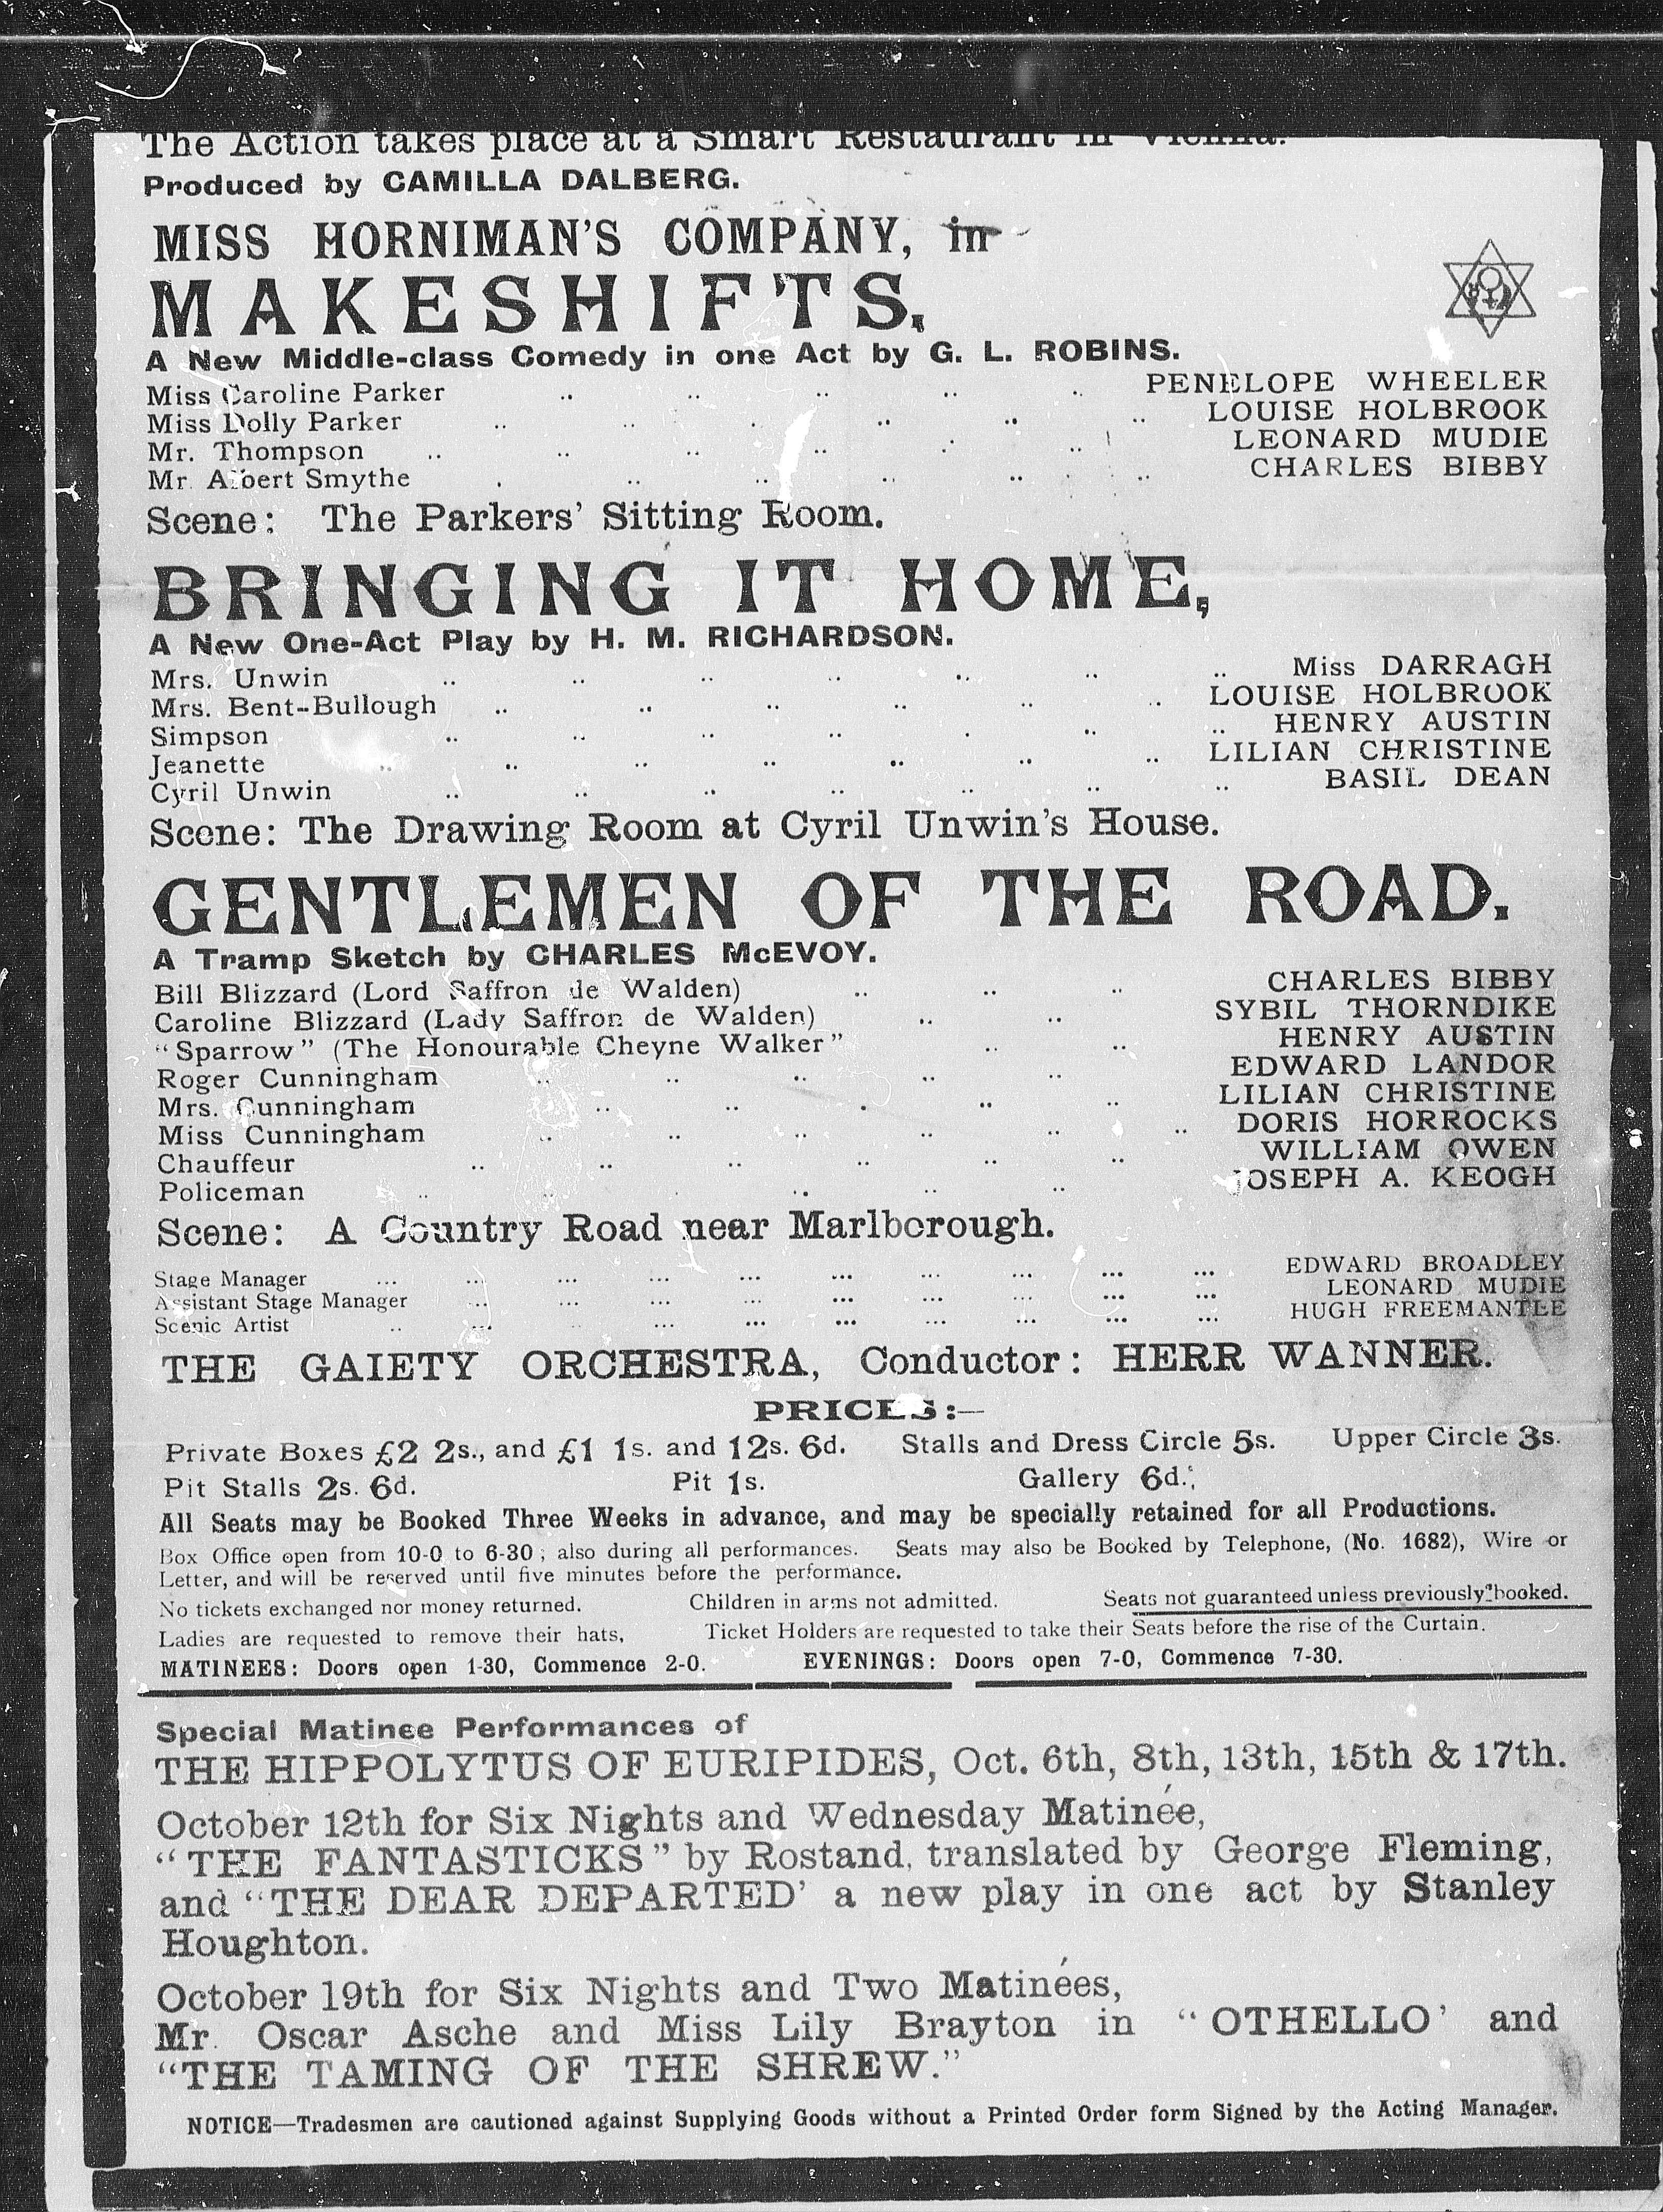 The Action takes place at a Smart Restaurant in Vienna.
Produced by CAMILLA DALBERG.
MISS HORNIMAN'S COMPANY, in
MAKESHIFTS,
A New Middle-class Comedy in one Act by G. L. ROBINS.
Miss Caroline Parker .. .. .. .. . PENELOPE WHEELER
Miss Dolly Parker .. .. . .. .. .. LOUISE HOLBROOK
Mr. Thompson .. .. .. .. . .. LEONARD MUDIE
Mr. Albert Smythe . .. .. .. .. .. CHARLES BIBBY
Scene: The Parkers' Sitting Room.
BRINGING IT HOME,
A New One-Act Play by H. M. RICHARDSON.
Mrs. Unwin .. .. .. .. .. .. .. Miss DARRAGH
Mrs. Bent-Bullough .. .. .. .. .. .. LOUISE HOLBROOK
Simpson .. .. .. .. . .. .. HENRY AUSTIN
Jeanette .. .. .. .. .. .. .. LILIAN CHRISTINE
Cyril Unwin .. .. .. .. .. .. .. BASIL DEAN
Scene: The Drawing Room at Cyril Unwin's House.
GENTLEMEN OF THE ROAD.
A Tramp Sketch by CHARLES McEVOY.
Bill Blizzard (Lord Saffron de Walden) .. .. .. CHARLES BIBBY
Caroline Blizzard (Lady Saffron de Walden) .. .. SYBIL THORNDIKE
"Sparrow" (The Honourable Cheyne Walker" .. .. HENRY AUSTIN
Roger Cunningham .. .. .. .. .. EDWARD LANDOR
Mrs. Cunningham .. .. . .. .. LILIAN CHRISTINE
Miss Cunningham .. .. .. .. .. .. DORIS HORROCKS
Chauffeur .. .. .. .. .. .. WILLIAM OWEN
Policeman .. .. . .. .. .. JOSEPH A. KEOGH
Scene: A Country Road near Marlborough.
Stage Manager ... ... ... ... ... ... ... ... ... ... EDWARD BROADLEY
Assistant Stage Manager ... ... ... ... ... ... ... ... ... LEONARD MUDIE
Scenic Artist .. ... .. ... ... ... ... ... ... ... HUGH FREEMANTLE
THE GAIETY ORCHESTRA, Conductor: HERR WANNER.
PRICES:—
Private Boxes £2 2s., and £1 1s. and 12s. 6d. Stalls and Dress Circle 5s. Upper Circle 3s.
Pit Stalls 2s. 6d. Pit 1s. Gallery 6d.
All Seats may be Booked Three Weeks in advance, and may be specially retained for all Productions.
Box Office open from 10-0 to 6-30; also during all performances. Seats may also be Booked by Telephone, (No. 1682), Wire or
Letter, and will be reserved until five minutes before the performance.
No tickets exchanged nor money returned. Children in arms not admitted. Seats not guaranteed unless previously booked.
Ladies are requested to remove their hats, Ticket Holders are requested to take their Seats before the rise of the Curtain.
MATINEES: Doors open 1-30, Commence 2-0. EVENINGS: Doors open 7-0, Commence 7-30.
Special Matinee Performances of
THE HIPPOLYTUS OF EURIPIDES, Oct. 6th, 8th, 13th, 15th & 17th.
October 12th for Six Nights and Wednesday Matinée,
"THE FANTASTICKS" by Rostand, translated by George Fleming,
and "THE DEAR DEPARTED' a new play in one act by Stanley
Houghton.
October 19th for Six Nights and Two Matinées,
Mr. Oscar Asche and Miss Lily Brayton in "OTHELLO' and
"THE TAMING OF THE SHREW."
NOTICE—Tradesmen are cautioned against Supplying Goods without a Printed Order form Signed by the Acting Manager.